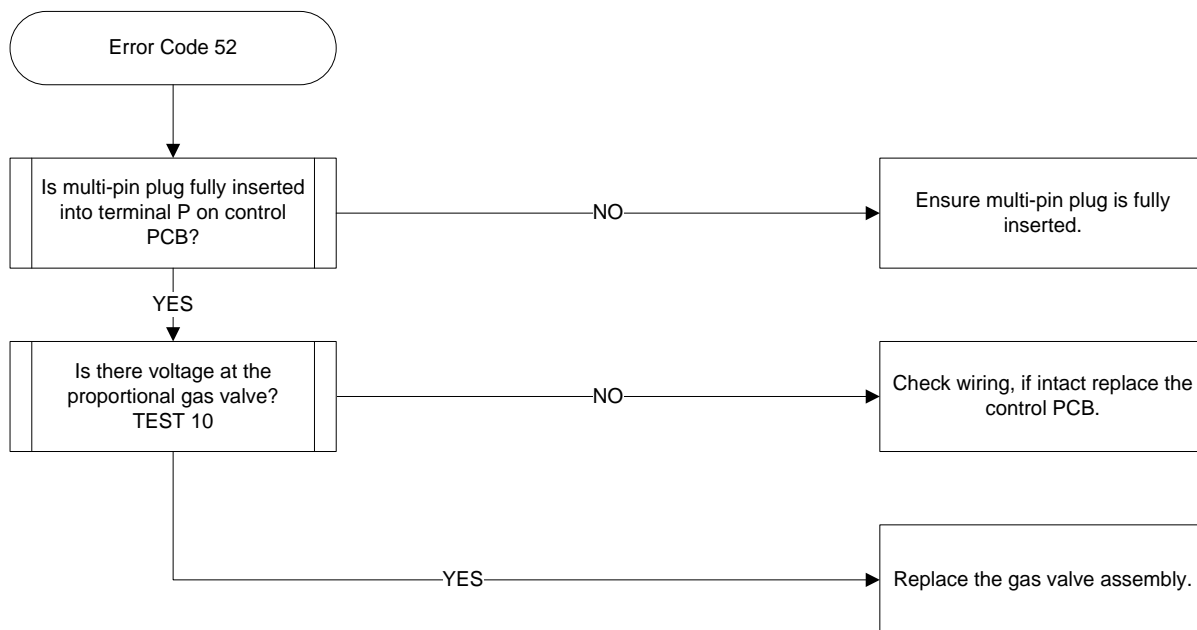 Error Code 52
Is multi-pin plug fully inserted
into terminal P on control
PCB?
NO
Ensure multi-pin plug is fully
inserted.
YES
Is there voltage at the
proportional gas valve?
TEST 10
NO
Check wiring, if intact replace the
control PCB.
YES
Replace the gas valve assembly.